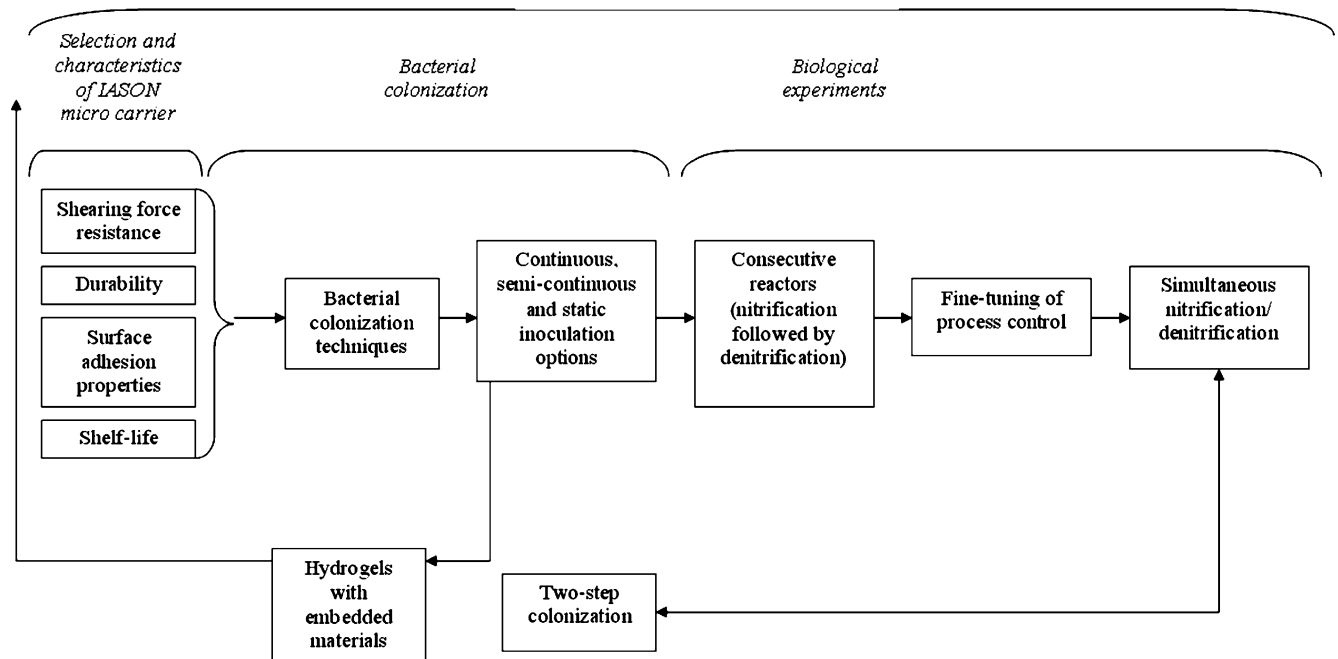 Selection and
characteristics
of IASON
micro carrier
Bacterial
colonization
Biological
experiments
Shearing force
resistance
Durability
Surface
adhesion
properties
Shelf-life
Bacterial
colonization
techniques
Continuous,
semi-continuous
and static
inoculation
options
Consecutive
reactors
(nitrification
followed by
denitrification)
Fine-tuning of
process control
Simultaneous
nitrification/
denitrification
Hydrogels
with
embedded
materials
Two-step
colonization